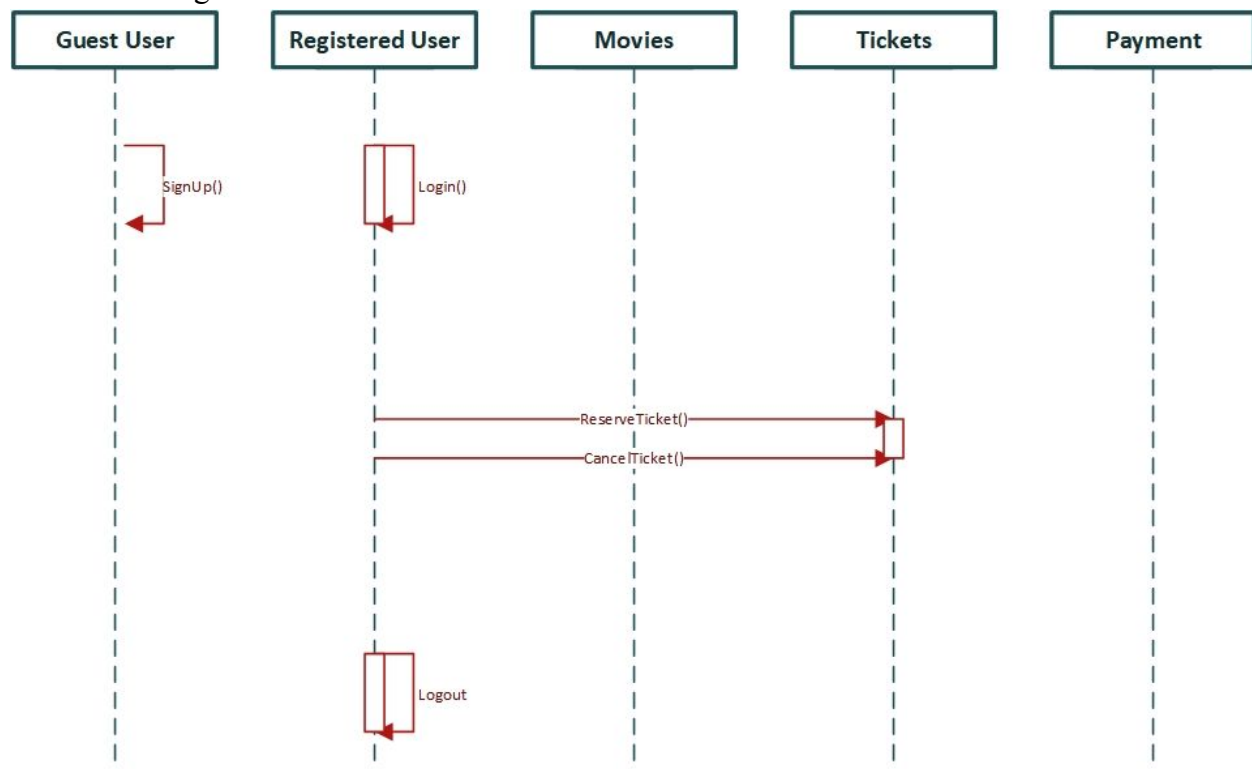 Guest User
Registered User
Movies
Tickets
Payment
SignUp()
Login()
ReserveTicket()
CancelTicket()
Logout